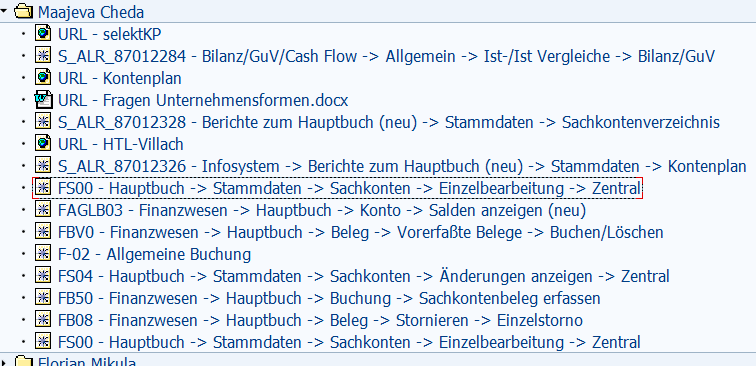 Maajeva Cheda
URL - selektKP
S_ALR_87012284 - Bilanz/GuV/Cash Flow -> Allgemein -> Ist-/Ist Vergleiche -> Bilanz/GuV
URL - Kontenplan
URL - Fragen Unternehmensformen.docx
S_ALR_87012328 - Berichte zum Hauptbuch (neu) -> Stammdaten -> Sachkontenverzeichnis
URL - HTL-Villach
S_ALR_87012326 - Infosystem -> Berichte zum Hauptbuch (neu) -> Stammdaten -> Kontenplan
FS00 - Hauptbuch -> Stammdaten -> Sachkonten -> Einzelbearbeitung -> Zentral
FAGLB03 - Finanzwesen -> Hauptbuch -> Konto -> Salden anzeigen (neu)
FBV0 - Finanzwesen -> Hauptbuch -> Beleg -> Vorerfaßte Belege -> Buchen/Löschen
F-02 - Allgemeine Buchung
FS04 - Hauptbuch -> Stammdaten -> Sachkonten -> Änderungen anzeigen -> Zentral
FB50 - Finanzwesen -> Hauptbuch -> Buchung -> Sachkontenbeleg erfassen
FB08 - Finanzwesen -> Hauptbuch -> Beleg -> Stornieren -> Einzelstorno
FS00 - Hauptbuch -> Stammdaten -> Sachkonten -> Einzelbearbeitung -> Zentral
Florian Mikula